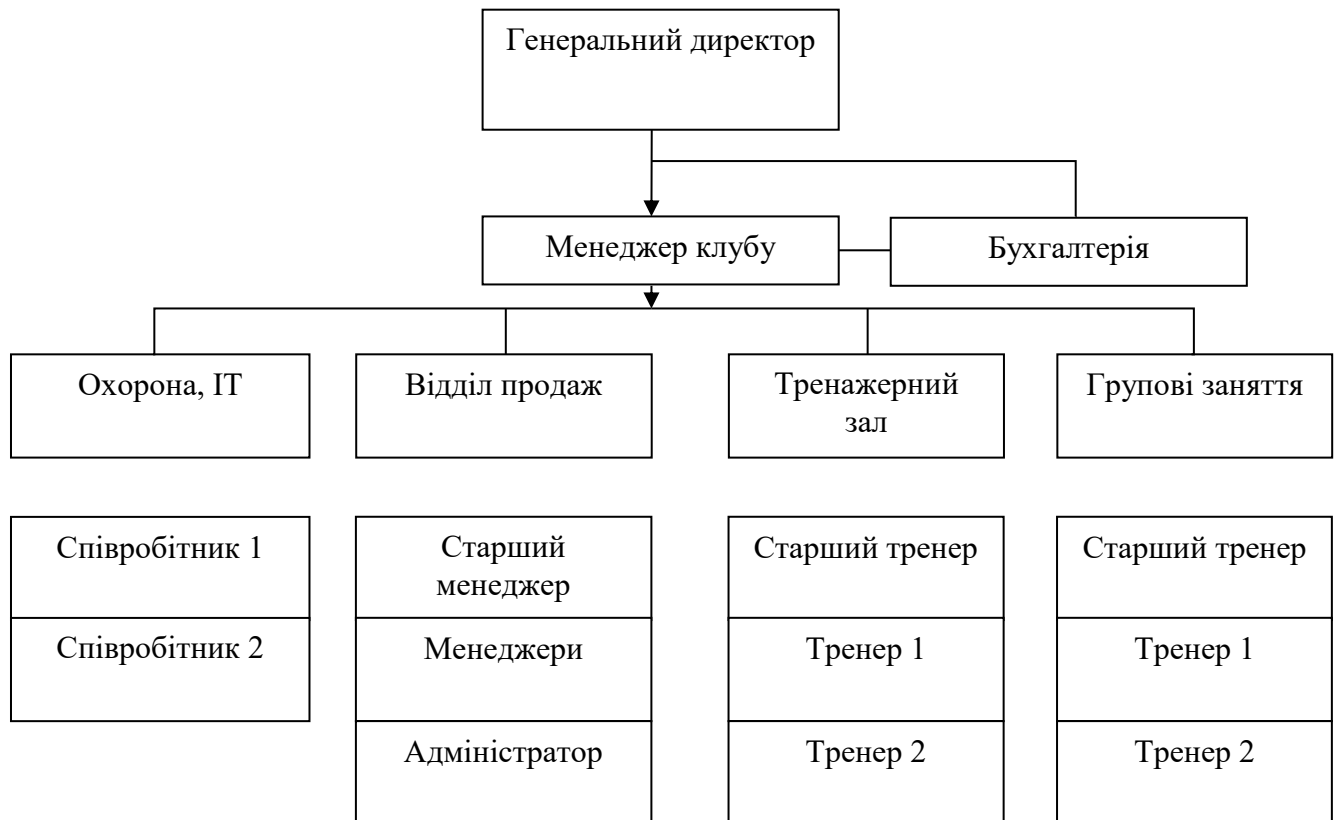 Генеральний директор
Менеджер клубу
Бухгалтерія
Охорона, ІТ
Відділ продаж
Тренажерний
зал
Групові заняття
Співробітник 1
Старший
менеджер
Старший тренер
Старший тренер
Співробітник 2
Менеджери
Тренер 1
Тренер 1
Адміністратор
Тренер 2
Тренер 2